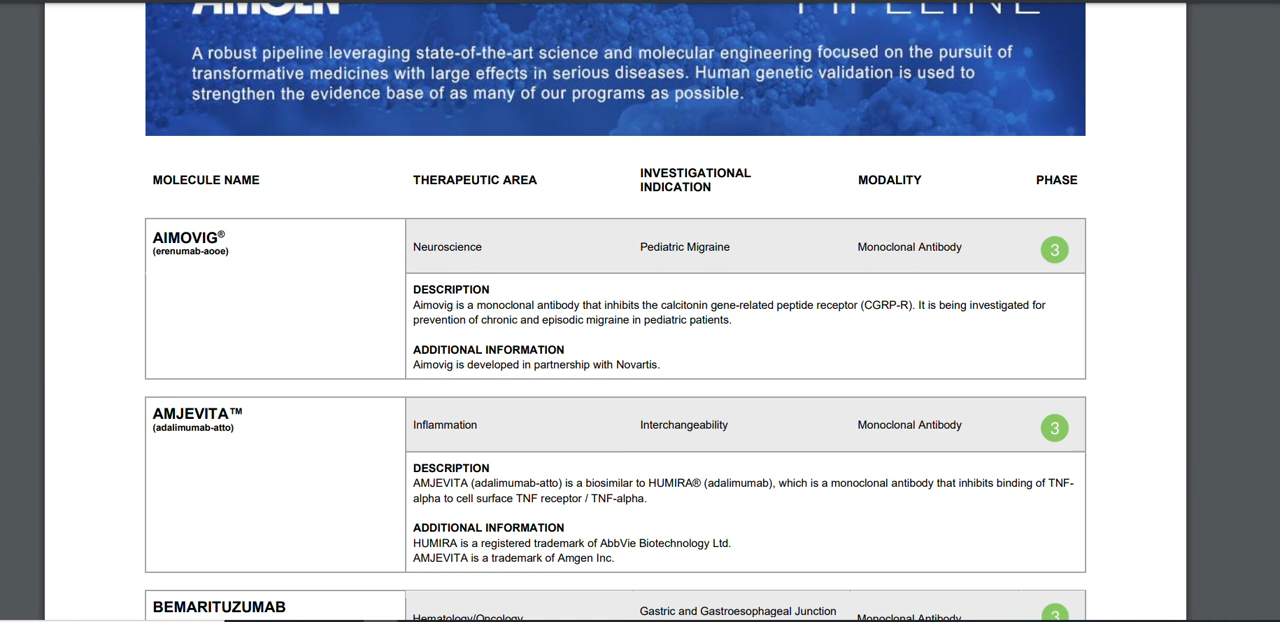 AMGEN PIPELINE
A robust pipeline leveraging state-of-the-art science and molecular engineering focused on the pursuit of
transformative medicines with large effects in serious diseases. Human genetic validation is used to
strengthen the evidence base of as many of our programs as possible.
MOLECULE NAME THERAPEUTIC AREA INVESTIGATIONAL INDICATION MODALITY PHASE
AIMOVIG®
(erenumab-aooe)
Neuroscience Pediatric Migraine Monoclonal Antibody 3
DESCRIPTION
Aimovig is a monoclonal antibody that inhibits the calcitonin gene-related peptide receptor (CGRP-R). It is being investigated for
prevention of chronic and episodic migraine in pediatric patients.
ADDITIONAL INFORMATION
Aimovig is developed in partnership with Novartis.
AMJEVITA™
(adalimumab-atto)
Inflammation Interchangeability Monoclonal Antibody 3
DESCRIPTION
AMJEVITA (adalimumab-atto) is a biosimilar to HUMIRA® (adalimumab), which is a monoclonal antibody that inhibits binding of TNF-
alpha to cell surface TNF receptor / TNF-alpha.
ADDITIONAL INFORMATION
HUMIRA is a registered trademark of AbbVie Biotechnology Ltd.
AMJEVITA is a trademark of Amgen Inc.
BEMARITUZUMAB
Hematology/Oncology Gastric and Gastroesophageal Junction Monoclonal Antibody 3